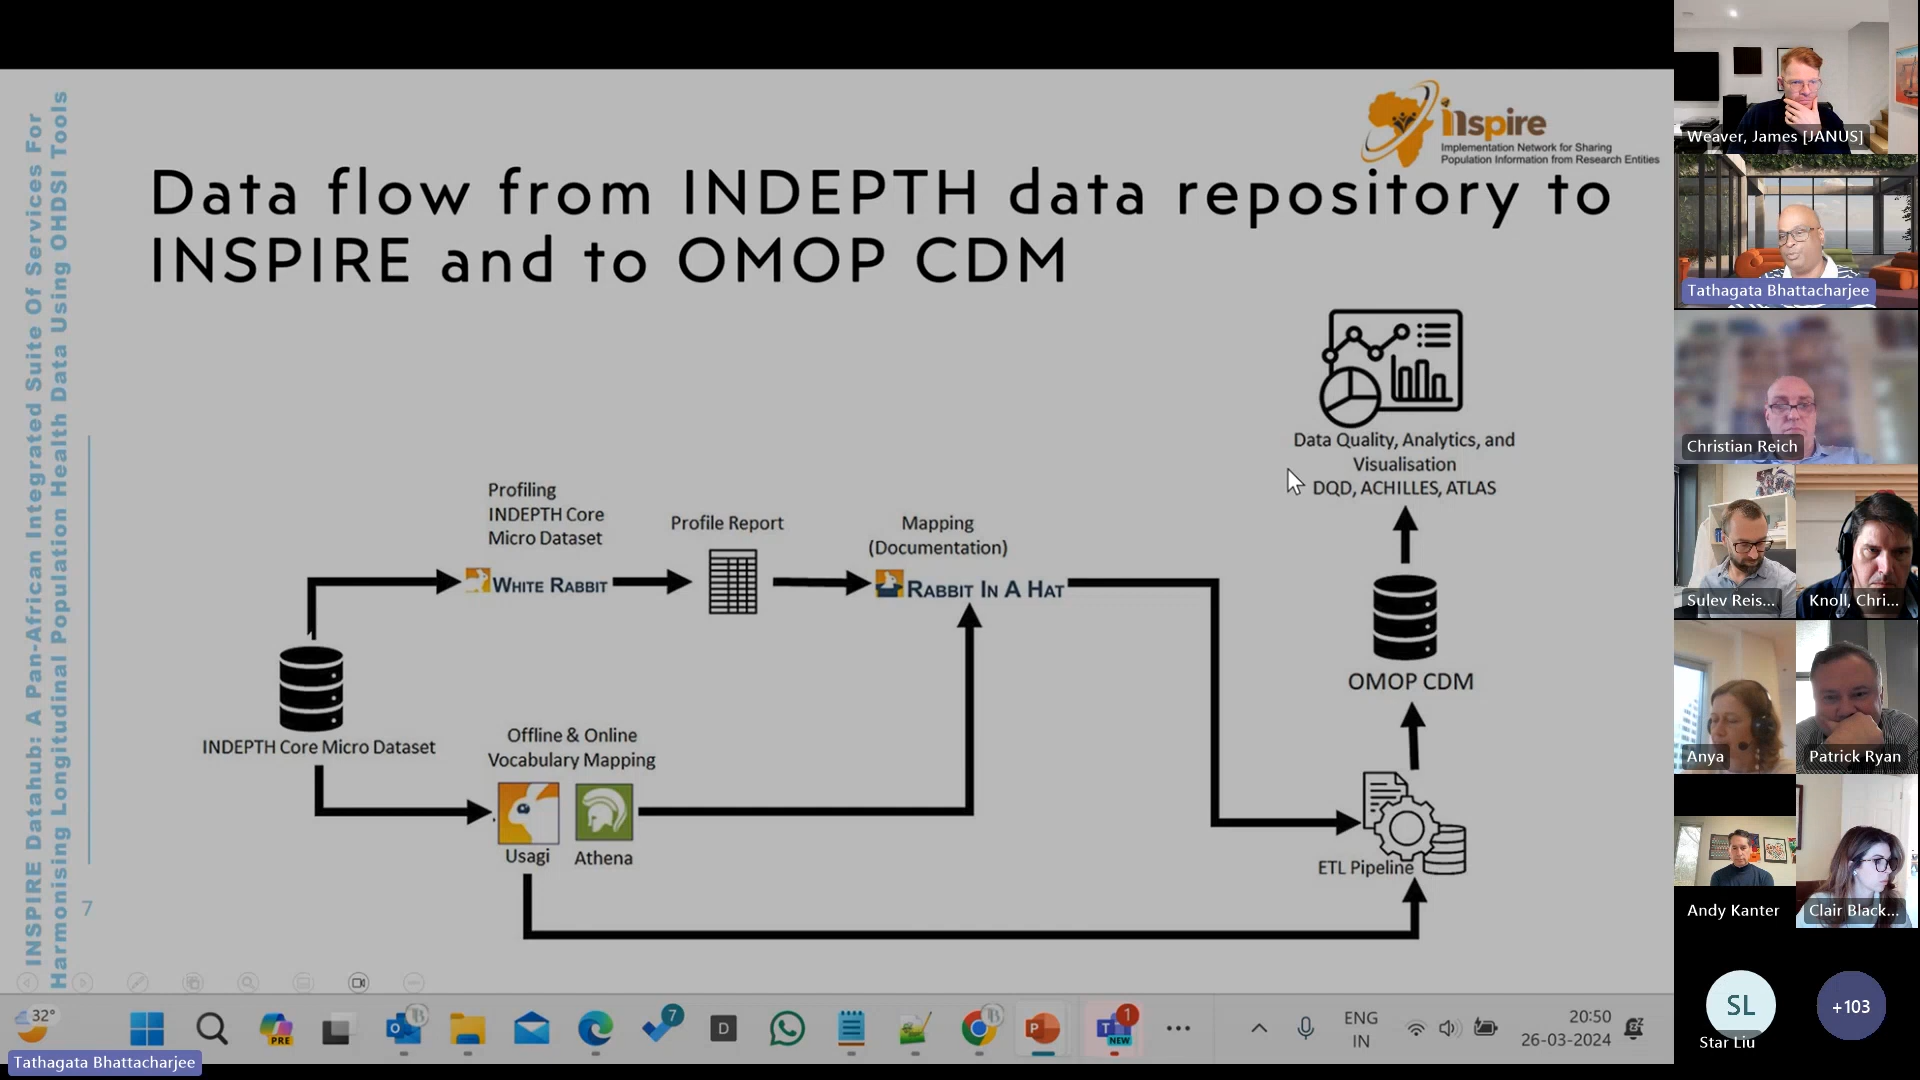 INSPIRE Datahub: A Pan-African Integrated Suite Of Services For
Harmonising Longitudinal Population Health Data Using OHDSI Tools
7
inspire
Implementation Network for Sharing
Population Information from Research Entities
Data flow from INDEPTH data repository to
INSPIRE and to OMOP CDM
Profiling
INDEPTH Core
Micro Dataset
WHITE RABBIT
Profile Report
Mapping
(Documentation)
RABBIT IN A HAT
Data Quality, Analytics, and
Visualisation
DQD, ACHILLES, ATLAS
OMOP CDM
INDEPTH Core Micro Dataset
Offline & Online
Vocabulary Mapping
Usagi
Athena
ETL Pipeline
32°
PRE
7
D
1
NEW
ENG
IN
20:50
26-03-2024
Tathagata Bhattacharjee
Weaver, James [JANUS]
Tathagata Bhattacharjee
Christian Reich
Sulev Reis...
Knoll, Chri...
Anya
Patrick Ryan
Andy Kanter
Clair Black...
SL
Star Liu
+103